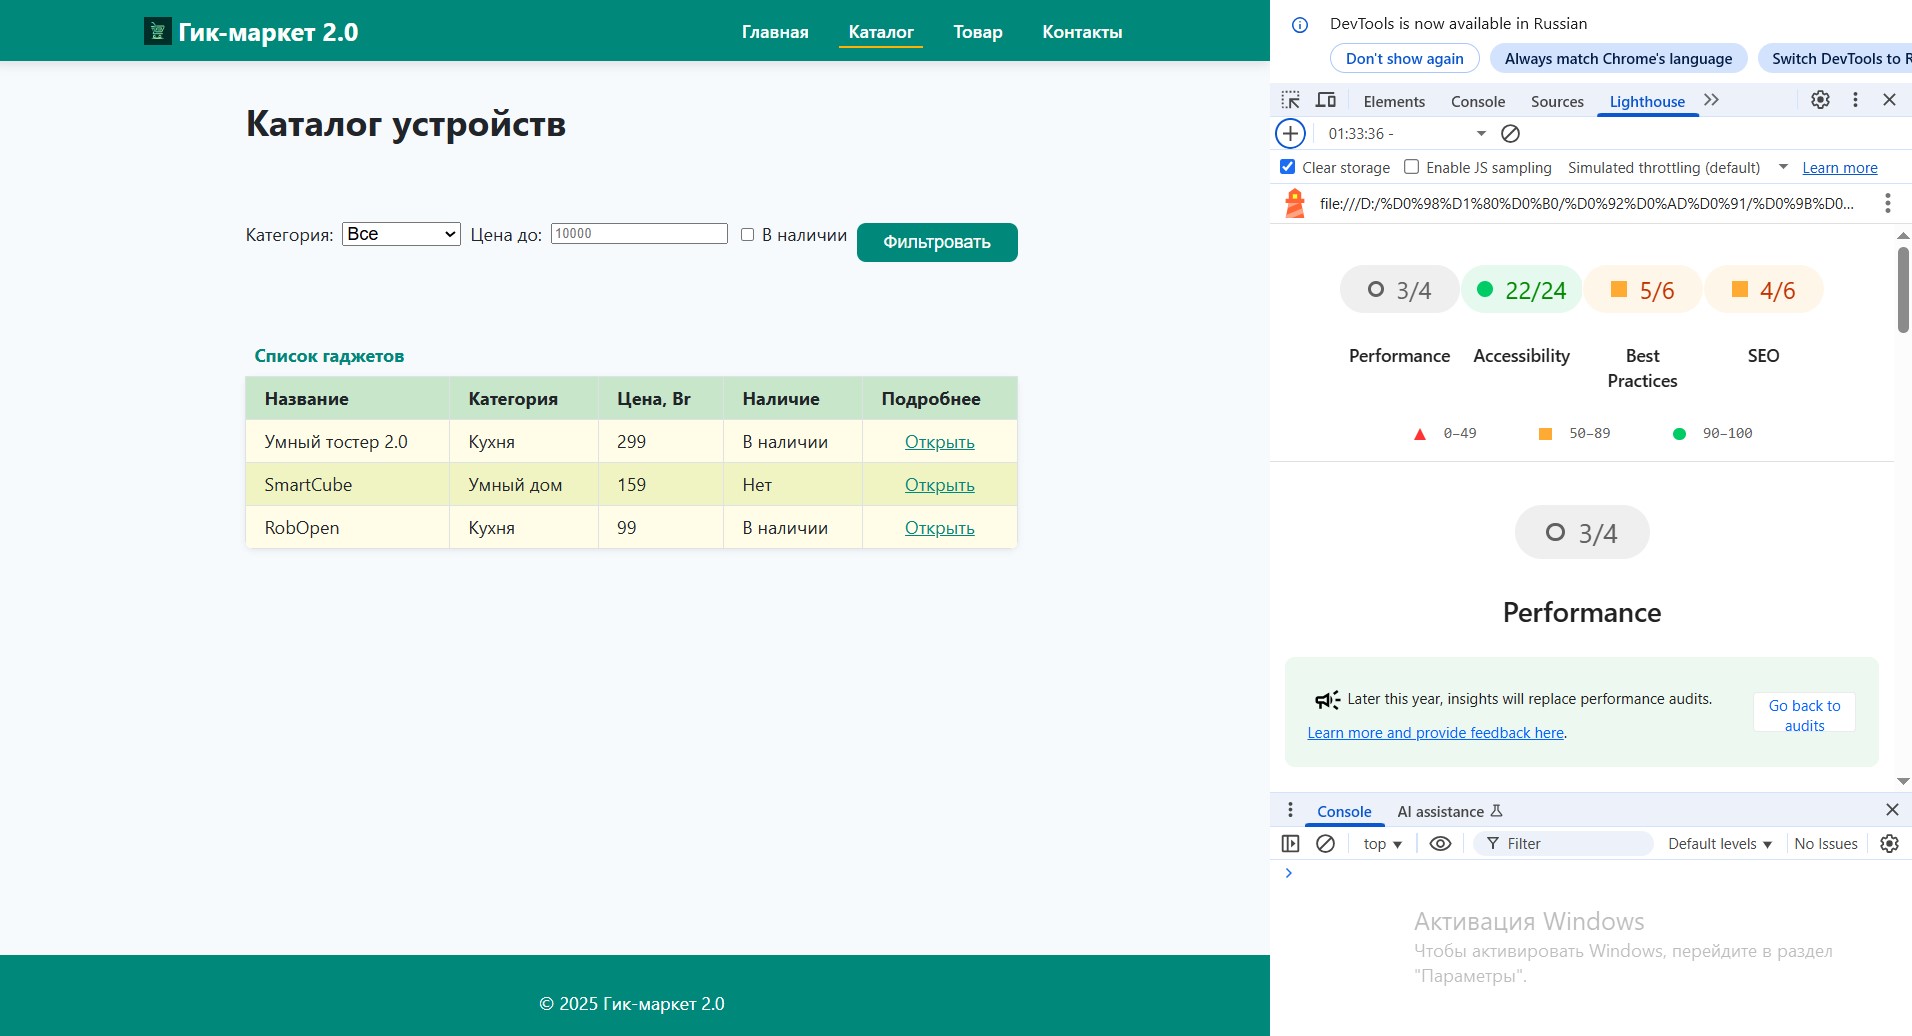 Гик-маркет 2.0
Главная Каталог Товар Контакты
Каталог устройств
Категория: Все Цена до: 10000 В наличии Фильтровать
Список гаджетов
Название Категория Цена, Br Наличие Подробнее
Умный тостер 2.0 Кухня 299 В наличии Открыть
SmartCube Умный дом 159 Нет Открыть
RobOpen Кухня 99 В наличии Открыть
© 2025 Гик-маркет 2.0
DevTools is now available in Russian
Don't show again Always match Chrome's language Switch DevTools to R
Elements Console Sources Lighthouse
01:33:36 -
Clear storage Enable JS sampling Simulated throttling (default) Learn more
file:///D:/%D0%98%D1%80%D0%B0/%D0%92%D0%AD%D0%91/%D0%9B%D0...
3/4 22/24 5/6 4/6
Performance Accessibility Best Practices SEO
0–49 50–89 90–100
3/4
Performance
Later this year, insights will replace performance audits.
Learn more and provide feedback here.
Go back to
audits
Console AI assistance
top Filter Default levels No Issues
Активация Windows
Чтобы активировать Windows, перейдите в раздел
"Параметры".